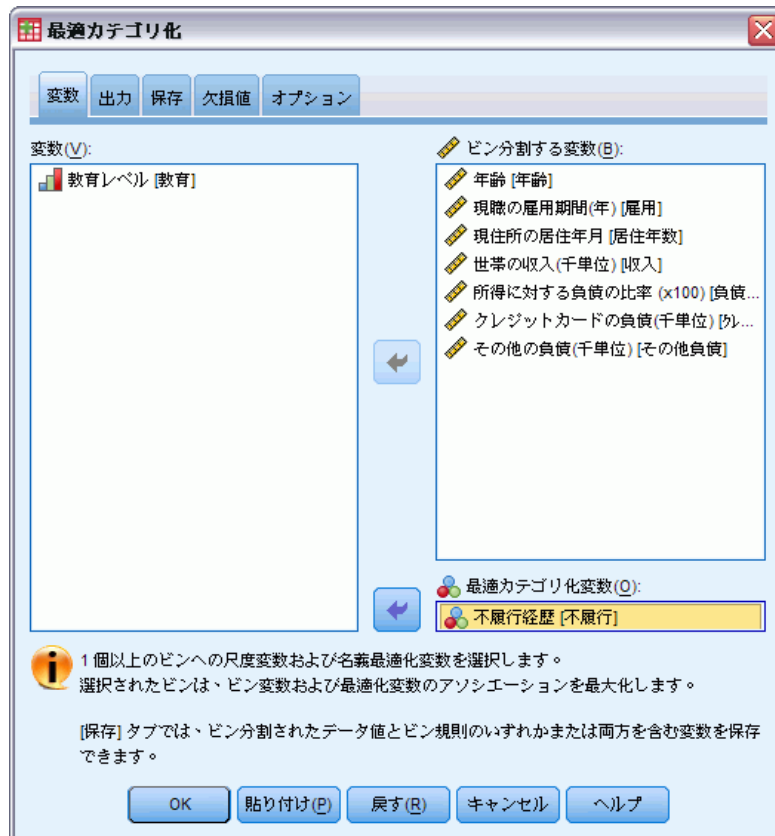 最適カテゴリ化
変数 出力 保存 欠損値 オプション
変数(V):
教育レベル [教育]
ビン分割する変数(B):
年齢 [年齢]
現職の雇用期間(年) [雇用]
現住所の居住年月 [居住年数]
世帯の収入(千単位) [収入]
所得に対する負債の比率 (x100) [負債...
クレジットカードの負債(千単位) [クレ...
その他の負債(千単位) [その他負債]
最適カテゴリ化変数(O):
不履行経歴 [不履行]
1 個以上のビンへの尺度変数および名義最適化変数を選択します。
選択されたビンは、ビン変数および最適化変数のアソシエーションを最大化します。
[保存] タブでは、ビン分割されたデータ値とビン規則のいずれかまたは両方を含む変数を保存
できます。
OK 貼り付け(P) 戻す(R) キャンセル ヘルプ